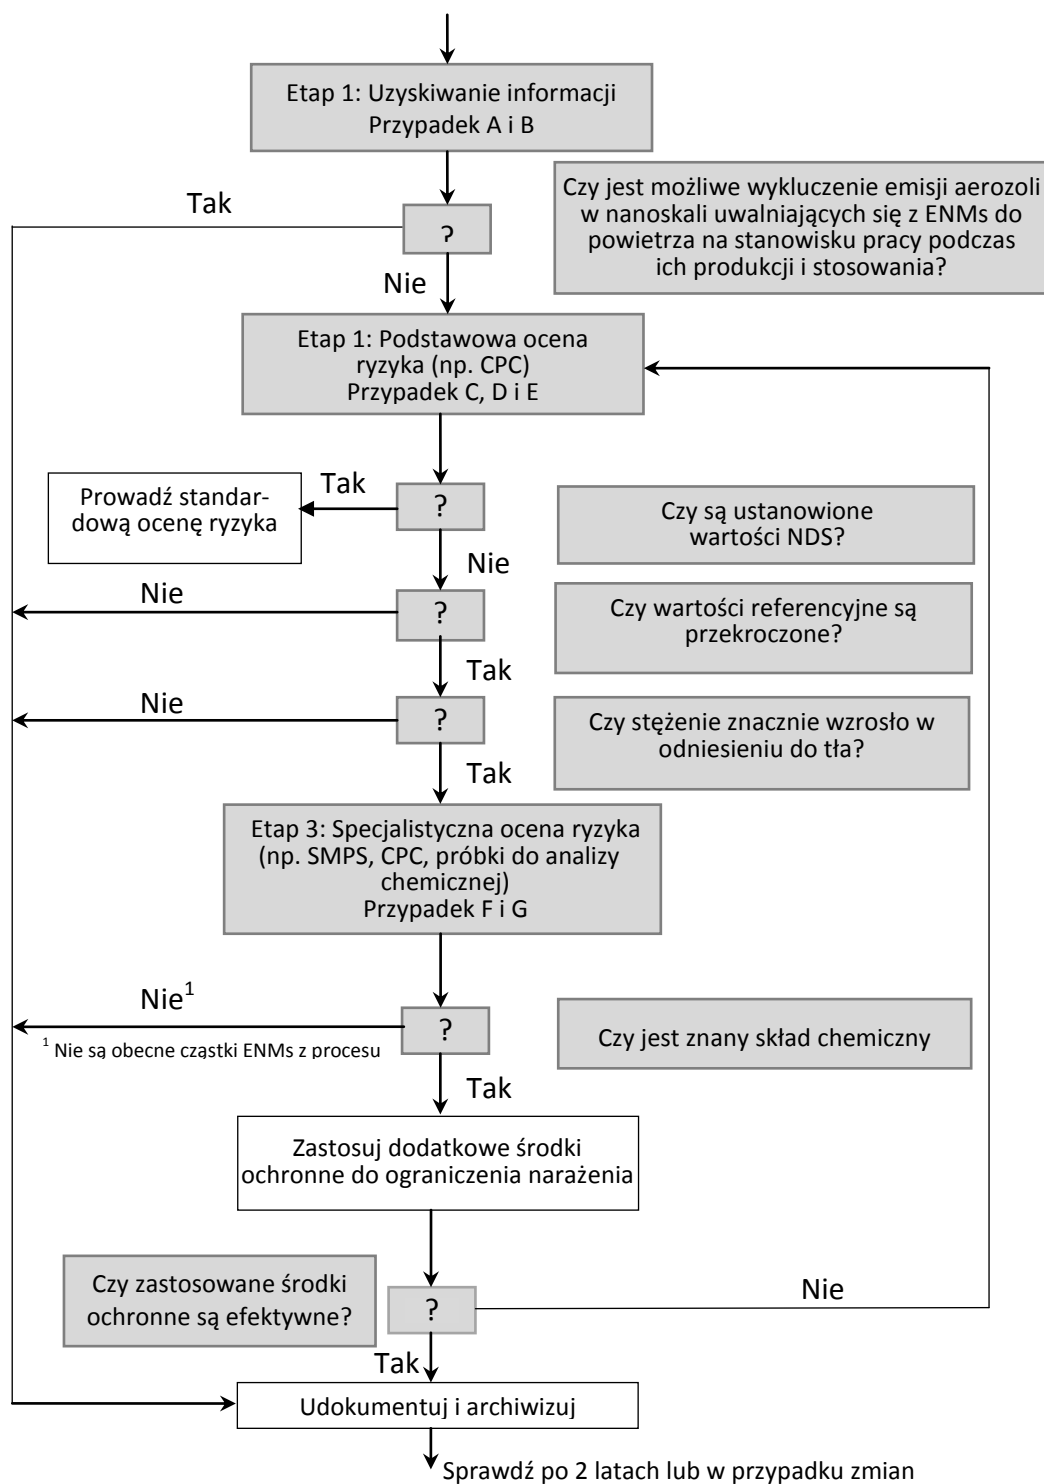 Etap 1: Uzyskiwanie informacji
Przypadek A i B
Tak
?
Czy jest możliwe wykluczenie emisji aerozoli
w nanoskali uwalniających się z ENMs do
powietrza na stanowisku pracy podczas
ich produkcji i stosowania?
Nie
Etap 1: Podstawowa ocena
ryzyka (np. CPC)
Przypadek C, D i E
Prowadź standar-
dową ocenę ryzyka
Tak
?
Czy są ustanowione
wartości NDS?
Nie
Nie
?
Czy wartości referencyjne są
przekroczone?
Tak
Nie
?
Czy stężenie znacznie wzrosło w
odniesieniu do tła?
Tak
Etap 3: Specjalistyczna ocena ryzyka
(np. SMPS, CPC, próbki do analizy
chemicznej)
Przypadek F i G
Nie¹
?
Czy jest znany skład chemiczny
¹ Nie są obecne cząstki ENMs z procesu
Tak
Zastosuj dodatkowe środki
ochronne do ograniczenia narażenia
Czy zastosowane środki
ochronne są efektywne?
?
Nie
Tak
Udokumentuj i archiwizuj
Sprawdź po 2 latach lub w przypadku zmian